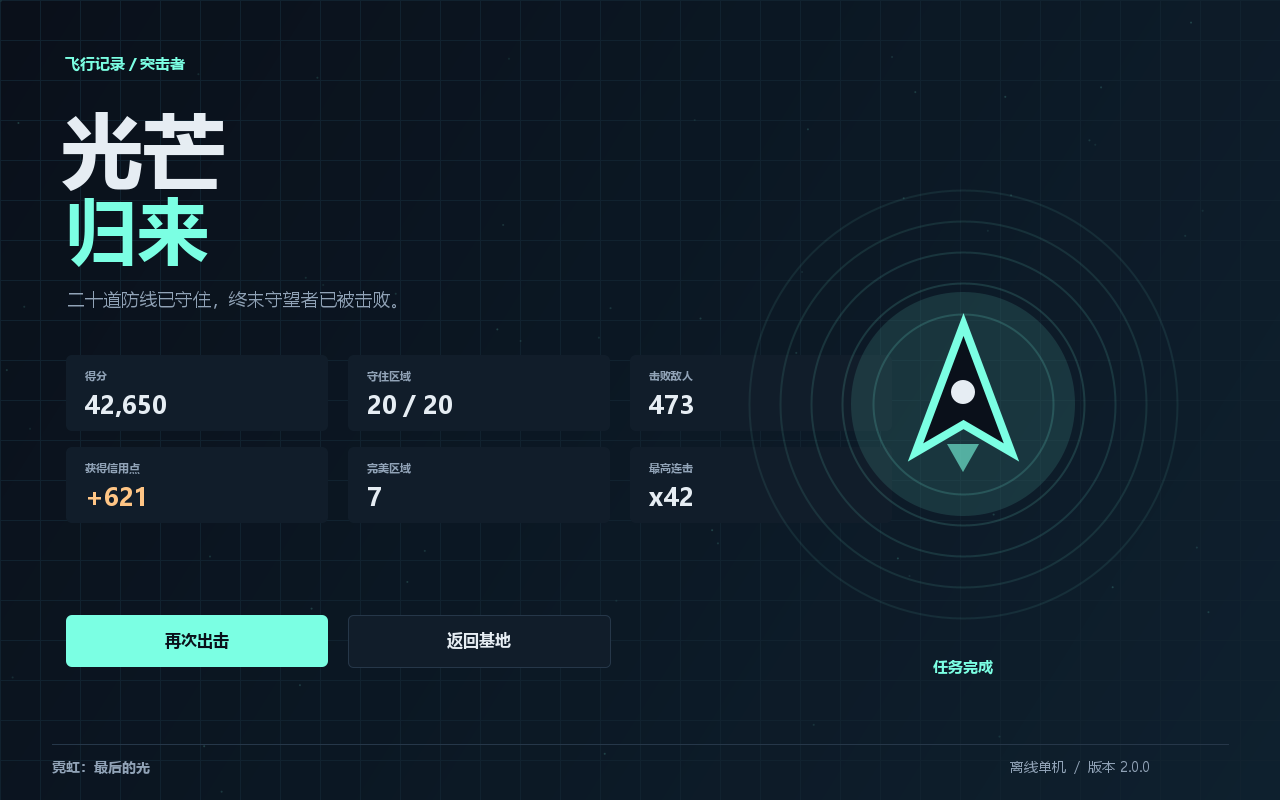 飞行记录 / 突击者
光芒
归来
二十道防线已守住，终末守望者已被击败。
得分
42,650
守住区域
20 / 20
击败敌人
473
获得信用点
+621
完美区域
7
最高连击
x42
再次出击
返回基地
任务完成
霓虹：最后的光
离线单机 / 版本 2.0.0